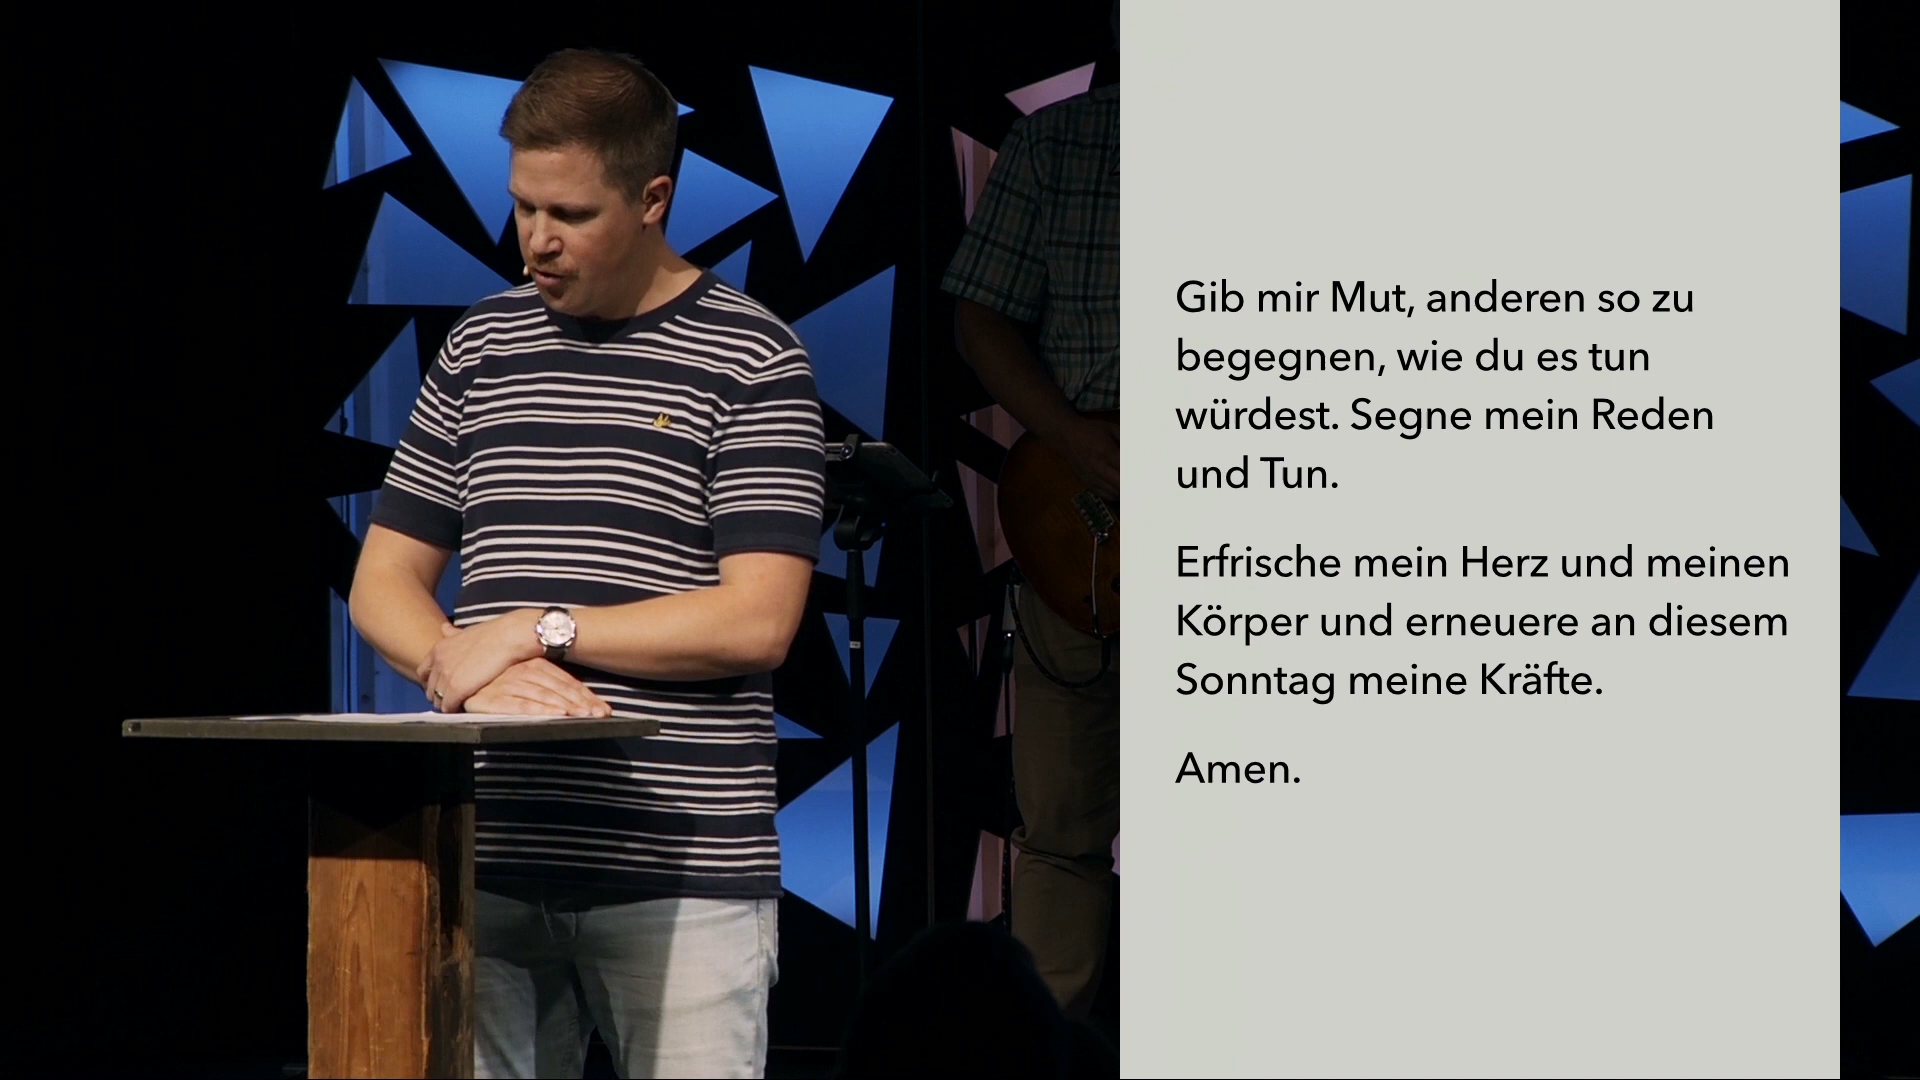 Gib mir Mut, anderen so zu
begegnen, wie du es tun
würdest. Segne mein Reden
und Tun.
Erfrische mein Herz und meinen
Körper und erneuere an diesem
Sonntag meine Kräfte.
Amen.